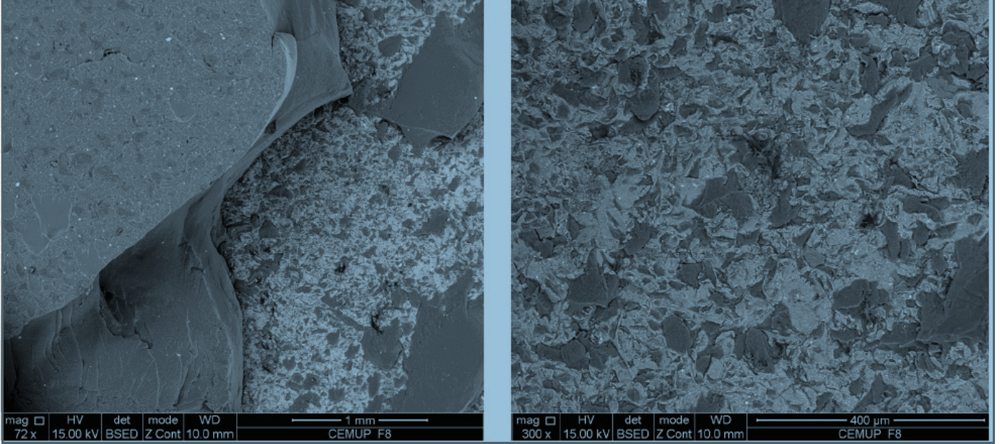 mag □ HV det mode WD 1 mm
72 x 15.00 kV BSED Z Cont 10.0 mm CEMUP F8
mag □ HV det mode WD 400 µm
300 x 15.00 kV BSED Z Cont 10.0 mm CEMUP F8